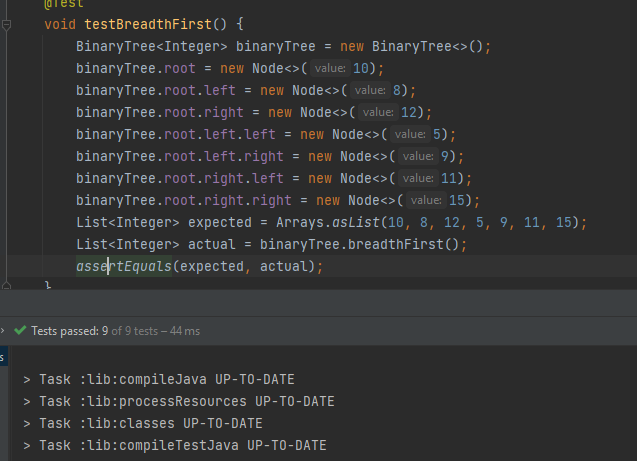 @Test
void testBreadthFirst() {
BinaryTree<Integer> binaryTree = new BinaryTree<>();
binaryTree.root = new Node<>( value: 10);
binaryTree.root.left = new Node<>( value: 8);
binaryTree.root.right = new Node<>( value: 12);
binaryTree.root.left.left = new Node<>( value: 5);
binaryTree.root.left.right = new Node<>( value: 9);
binaryTree.root.right.left = new Node<>( value: 11);
binaryTree.root.right.right = new Node<>( value: 15);
List<Integer> expected = Arrays.asList(10, 8, 12, 5, 9, 11, 15);
List<Integer> actual = binaryTree.breadthFirst();
assertEquals(expected, actual);
}
Tests passed: 9 of 9 tests – 44 ms
s
> Task :lib:compileJava UP-TO-DATE
> Task :lib:processResources UP-TO-DATE
> Task :lib:classes UP-TO-DATE
> Task :lib:compileTestJava UP-TO-DATE